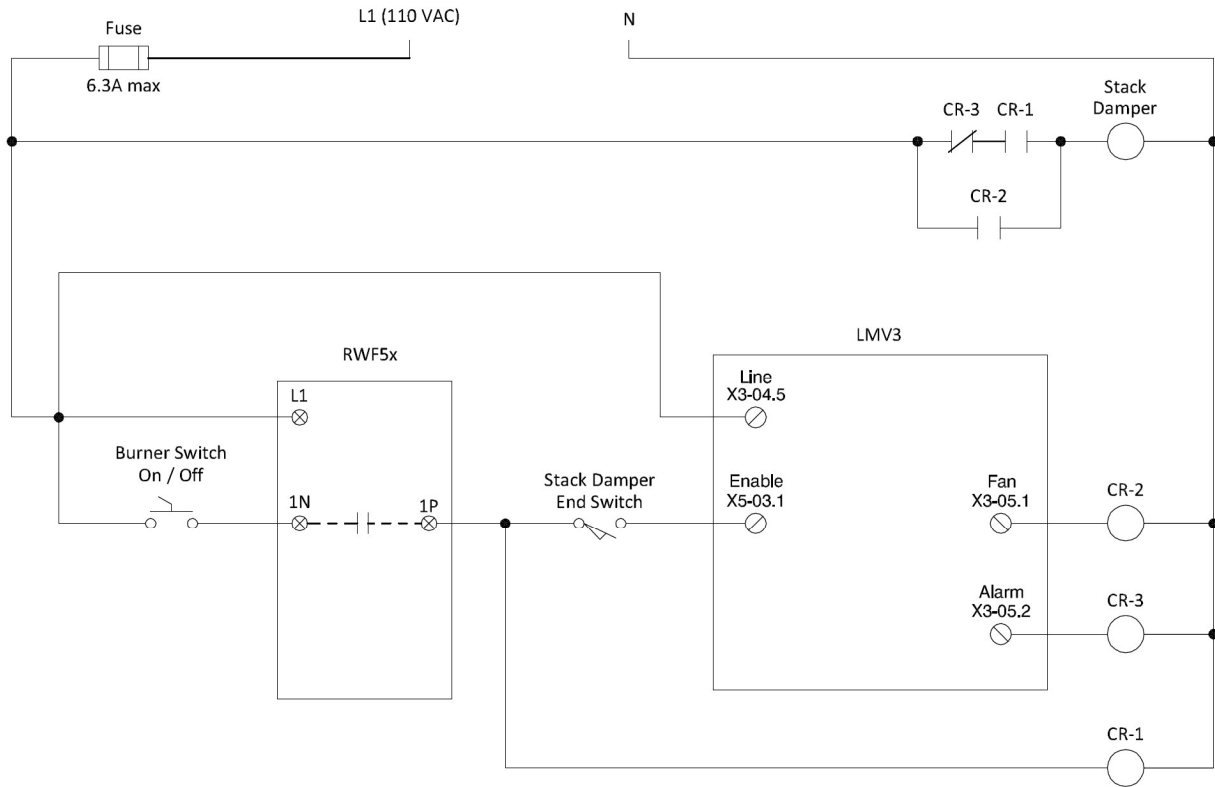 L1 (110 VAC)
N
Fuse
6.3A max
Stack
Damper
CR-3
CR-1
CR-2
RWF5x
LMV3
L1
Line
X3-04.5
Burner Switch
On / Off
1N
1P
Stack Damper
End Switch
Enable
X5-03.1
Fan
X3-05.1
CR-2
Alarm
X3-05.2
CR-3
CR-1